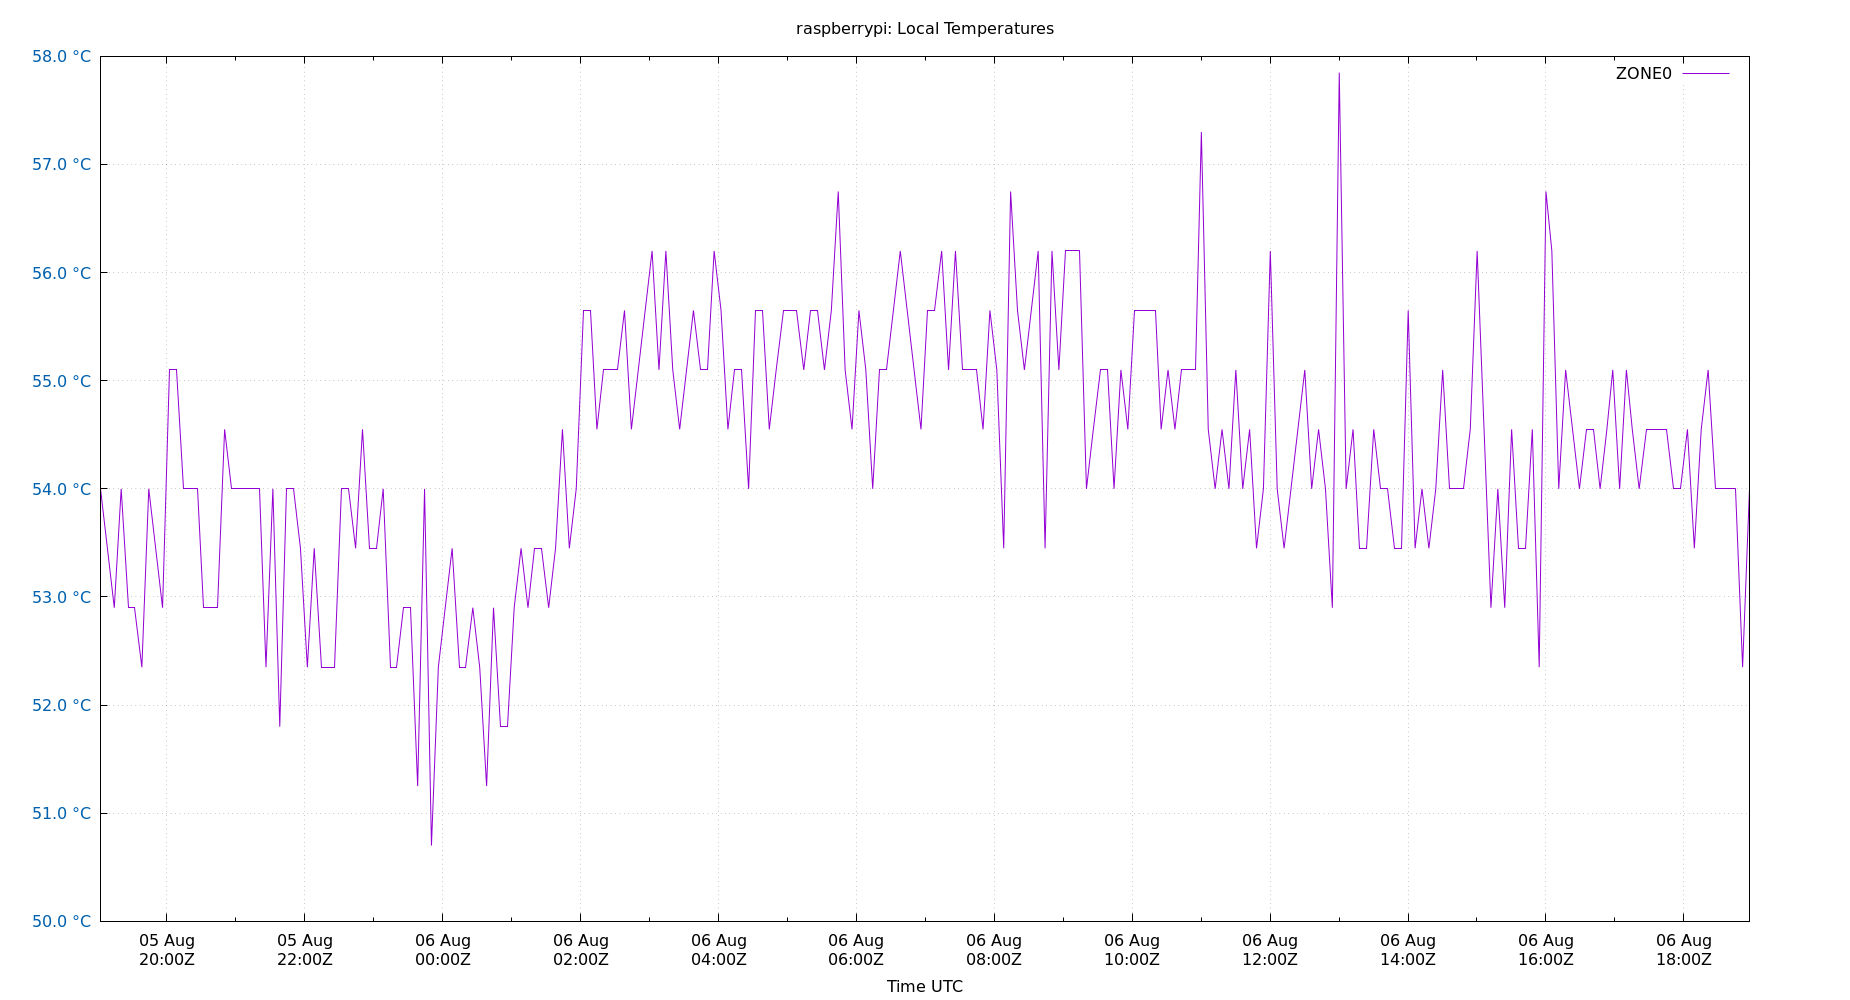 raspberrypi: Local Temperatures
ZONE0
58.0 °C
57.0 °C
56.0 °C
55.0 °C
54.0 °C
53.0 °C
52.0 °C
51.0 °C
50.0 °C
05 Aug 05 Aug 06 Aug 06 Aug 06 Aug 06 Aug 06 Aug 06 Aug 06 Aug 06 Aug 06 Aug 06 Aug
20:00Z 22:00Z 00:00Z 02:00Z 04:00Z 06:00Z 08:00Z 10:00Z 12:00Z 14:00Z 16:00Z 18:00Z
Time UTC